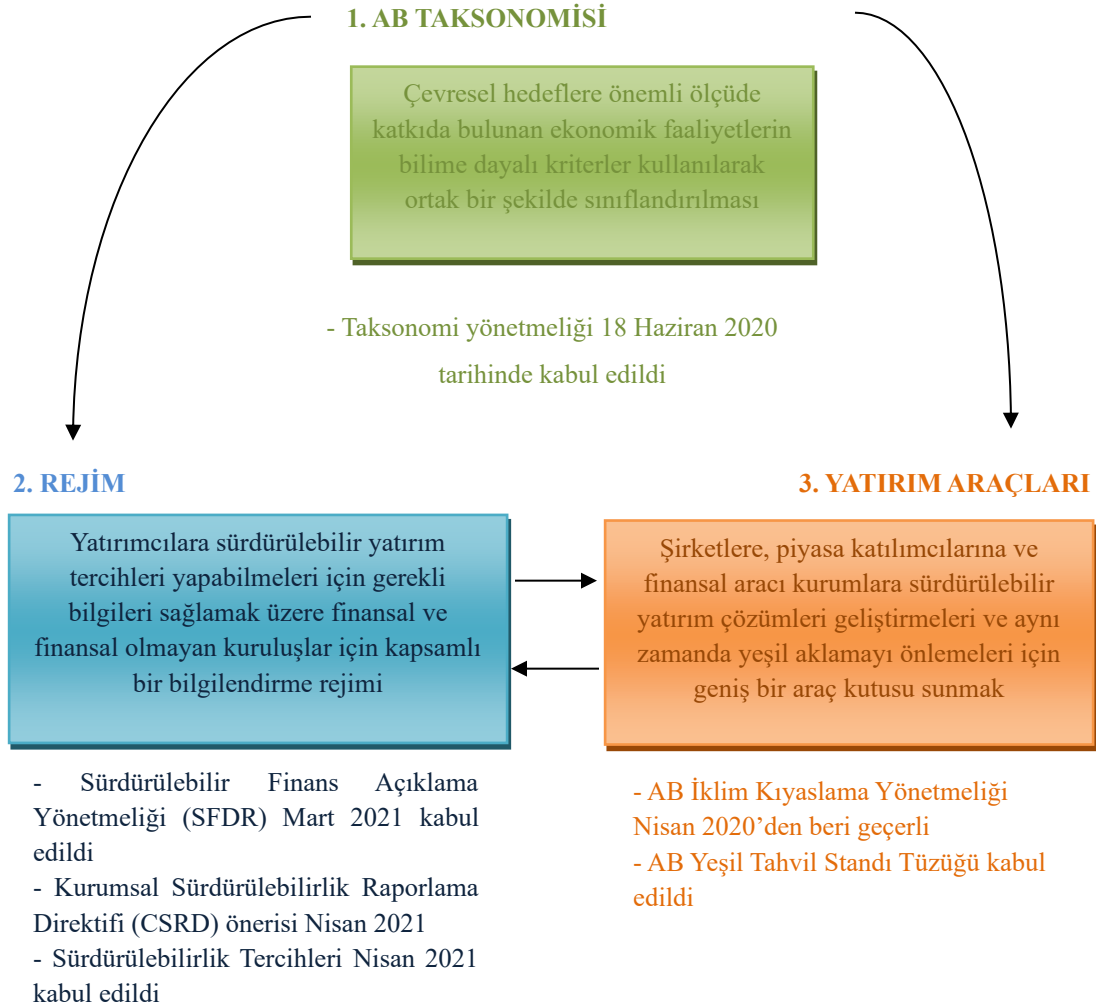 1. AB TAKSONOMİSİ
Çevresel hedeflere önemli ölçüde
katkıda bulunan ekonomik faaliyetlerin
bilime dayalı kriterler kullanılarak
ortak bir şekilde sınıflandırılması
- Taksonomi yönetmeliği 18 Haziran 2020
tarihinde kabul edildi
2. REJİM
Yatırımcılara sürdürülebilir yatırım
tercihleri yapabilmeleri için gerekli
bilgileri sağlamak üzere finansal ve
finansal olmayan kuruluşlar için kapsamlı
bir bilgilendirme rejimi
- Sürdürülebilir Finans Açıklama
Yönetmeliği (SFDR) Mart 2021 kabul
edildi
- Kurumsal Sürdürülebilirlik Raporlama
Direktifi (CSRD) önerisi Nisan 2021
- Sürdürülebilirlik Tercihleri Nisan 2021
kabul edildi
3. YATIRIM ARAÇLARI
Şirketlere, piyasa katılımcılarına ve
finansal aracı kurumlara sürdürülebilir
yatırım çözümleri geliştirmeleri ve aynı
zamanda yeşil aklamayı önlemeleri için
geniş bir araç kutusu sunmak
- AB İklim Kıyaslama Yönetmeliği
Nisan 2020’den beri geçerli
- AB Yeşil Tahvil Standı Tüzüğü kabul
edildi